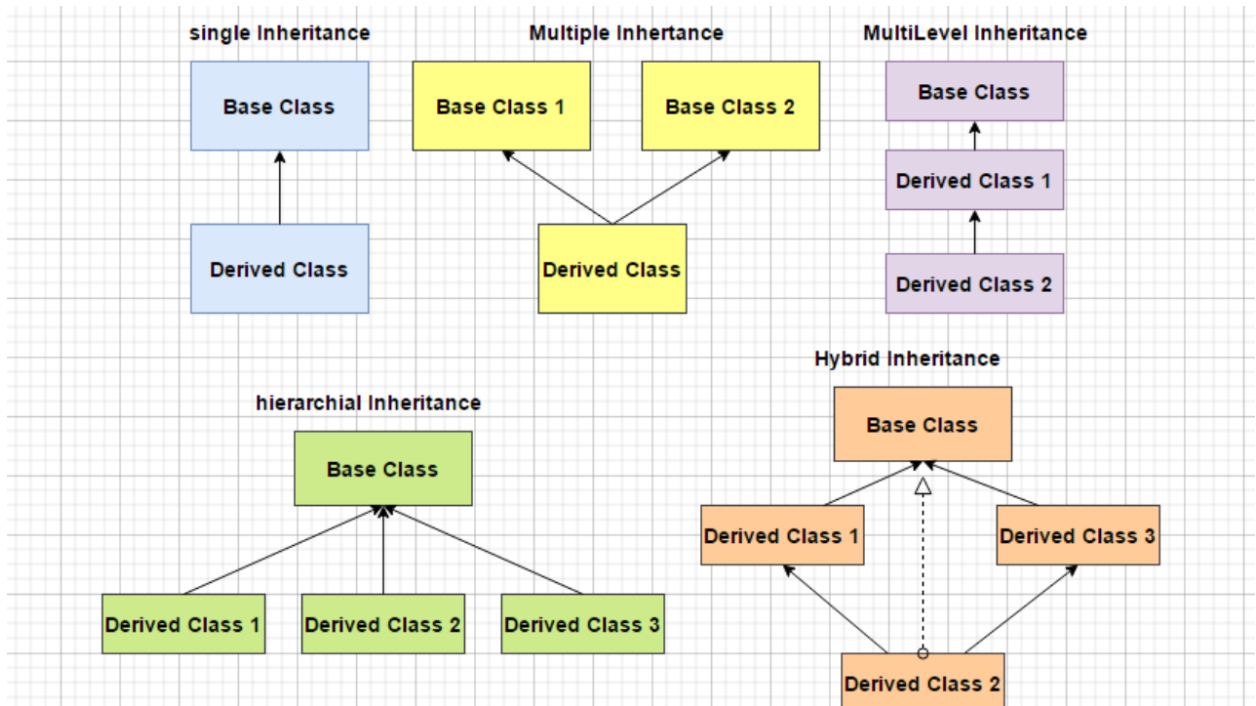 single Inheritance
Base Class
Derived Class
Multiple Inhertance
Base Class 1
Base Class 2
Derived Class
MultiLevel Inheritance
Base Class
Derived Class 1
Derived Class 2
hierarchial Inheritance
Base Class
Derived Class 1
Derived Class 2
Derived Class 3
Hybrid Inheritance
Base Class
Derived Class 1
Derived Class 3
Derived Class 2